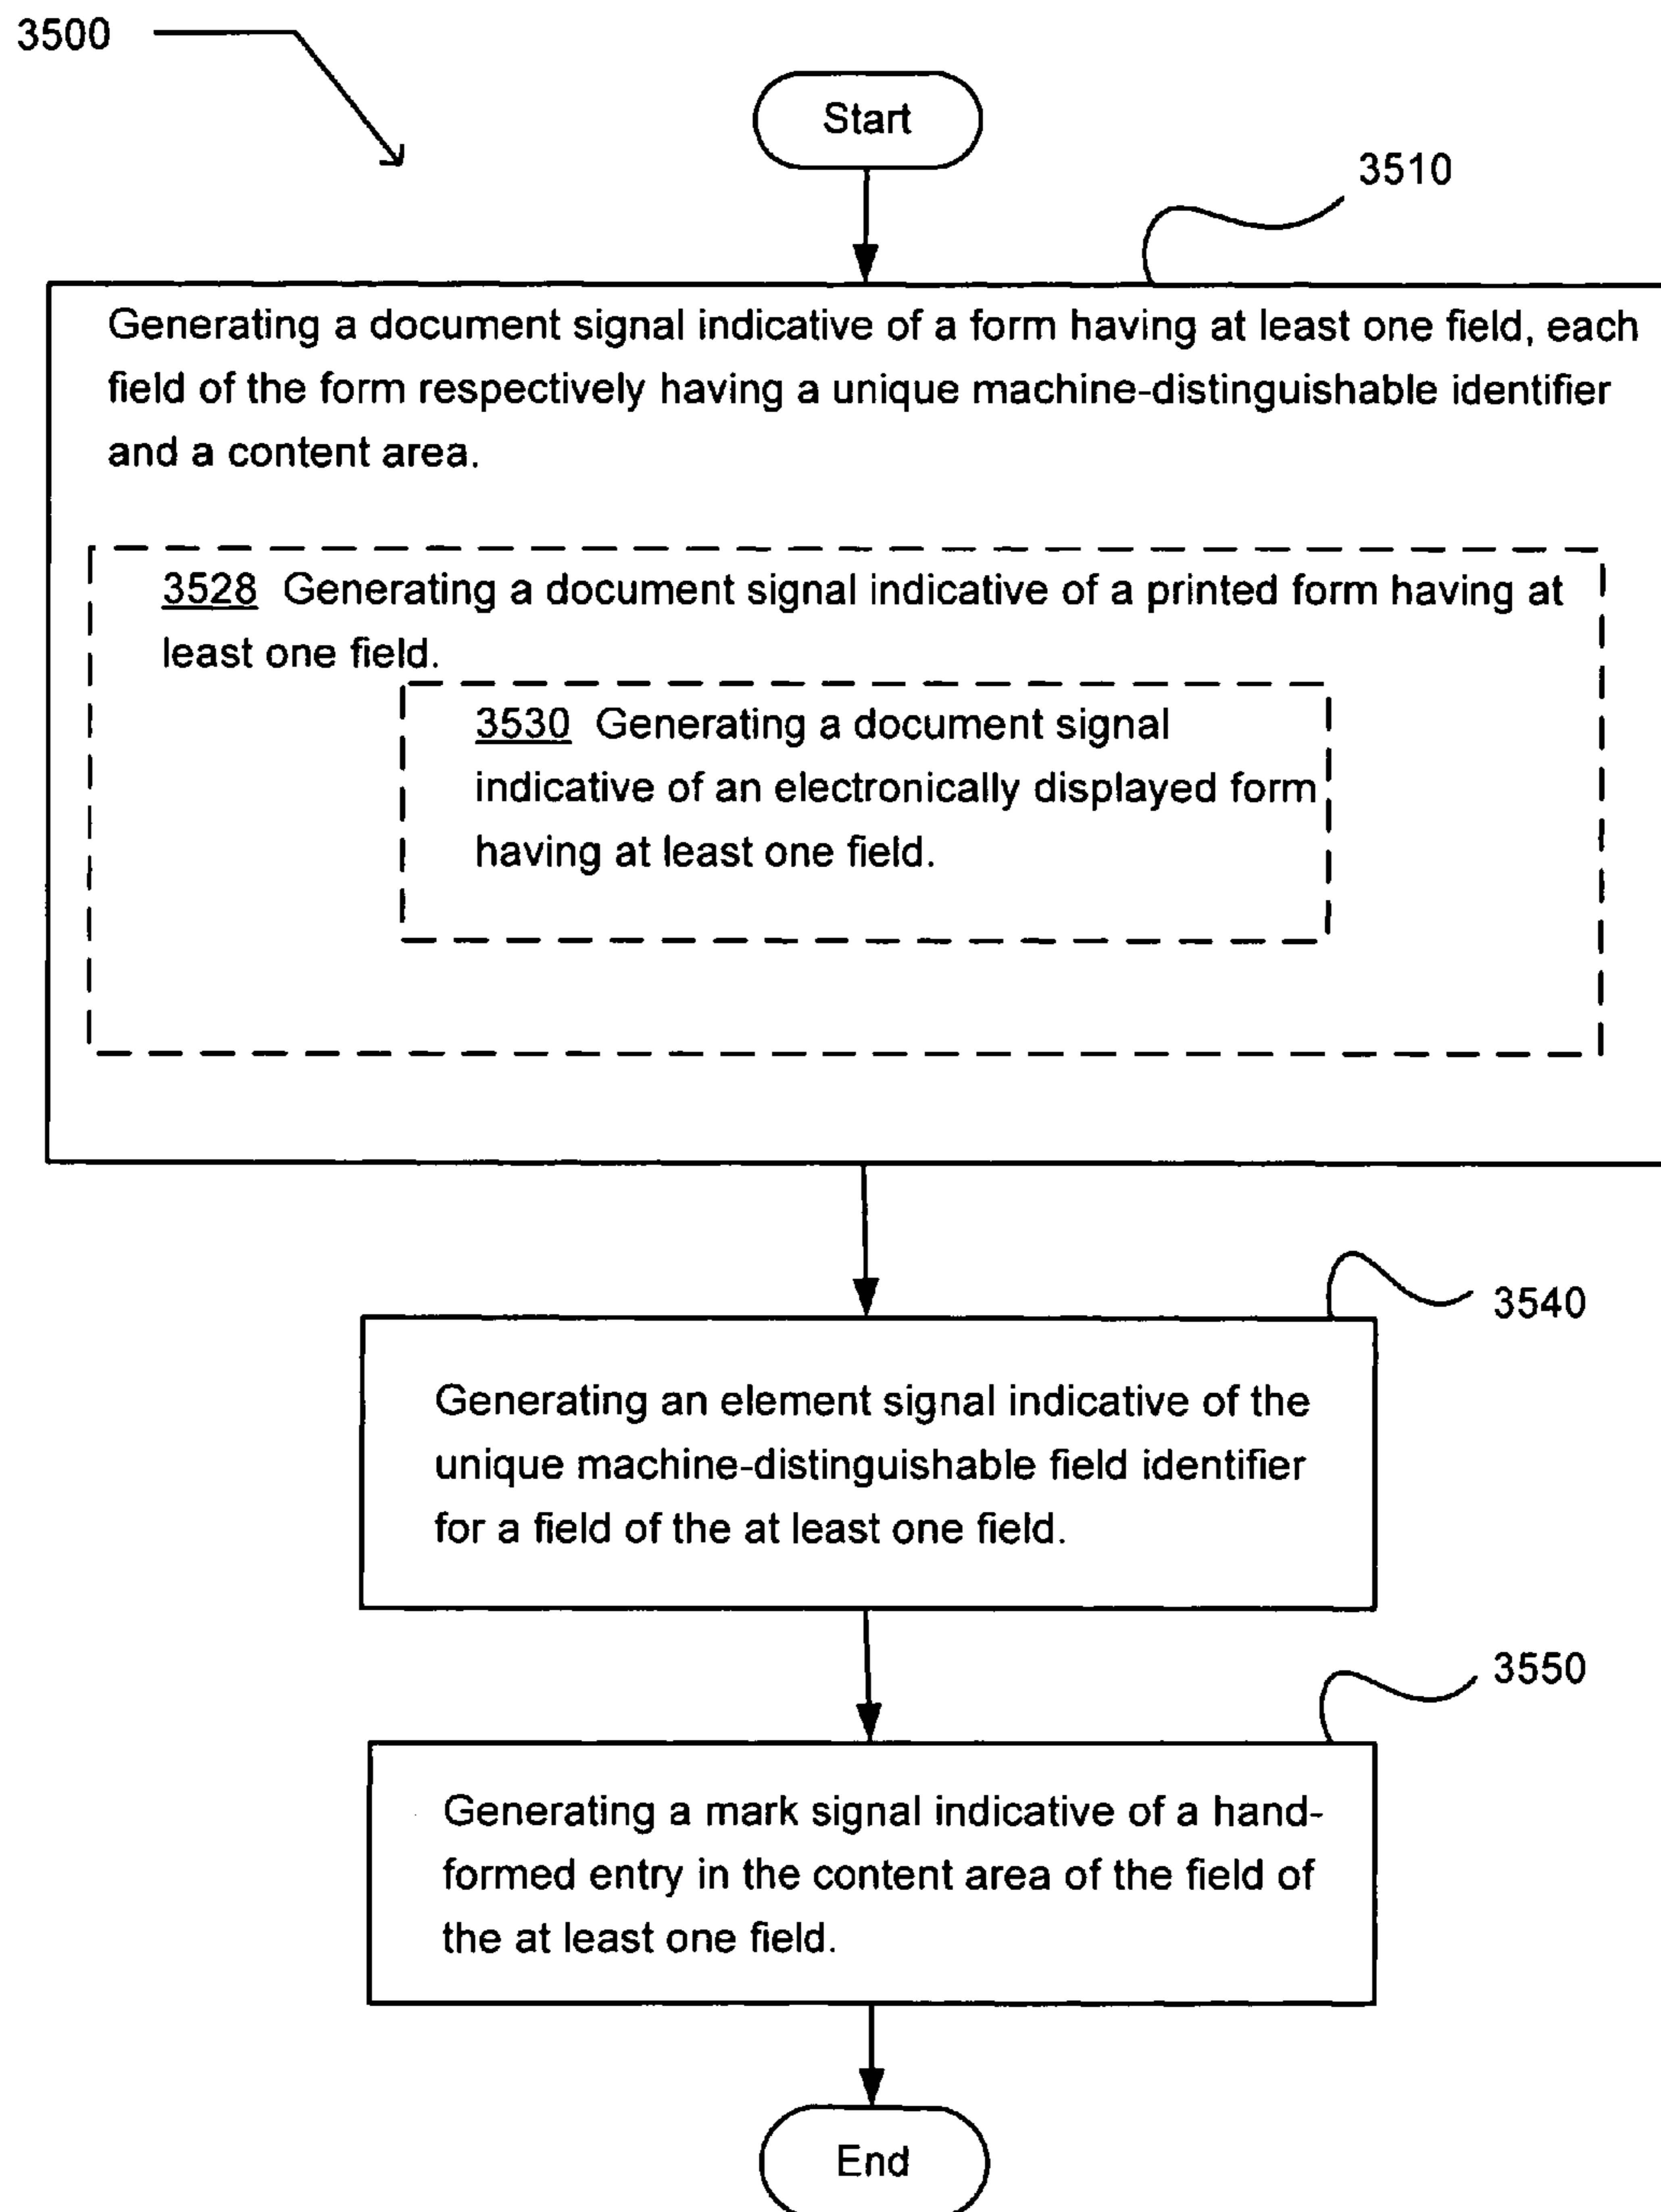 3500
Start
3510
Generating a document signal indicative of a form having at least one field, each
field of the form respectively having a unique machine-distinguishable identifier
and a content area.
3528 Generating a document signal indicative of a printed form having at
least one field.
3530 Generating a document signal
indicative of an electronically displayed form
having at least one field.
3540
Generating an element signal indicative of the
unique machine-distinguishable field identifier
for a field of the at least one field.
3550
Generating a mark signal indicative of a hand-
formed entry in the content area of the field of
the at least one field.
End